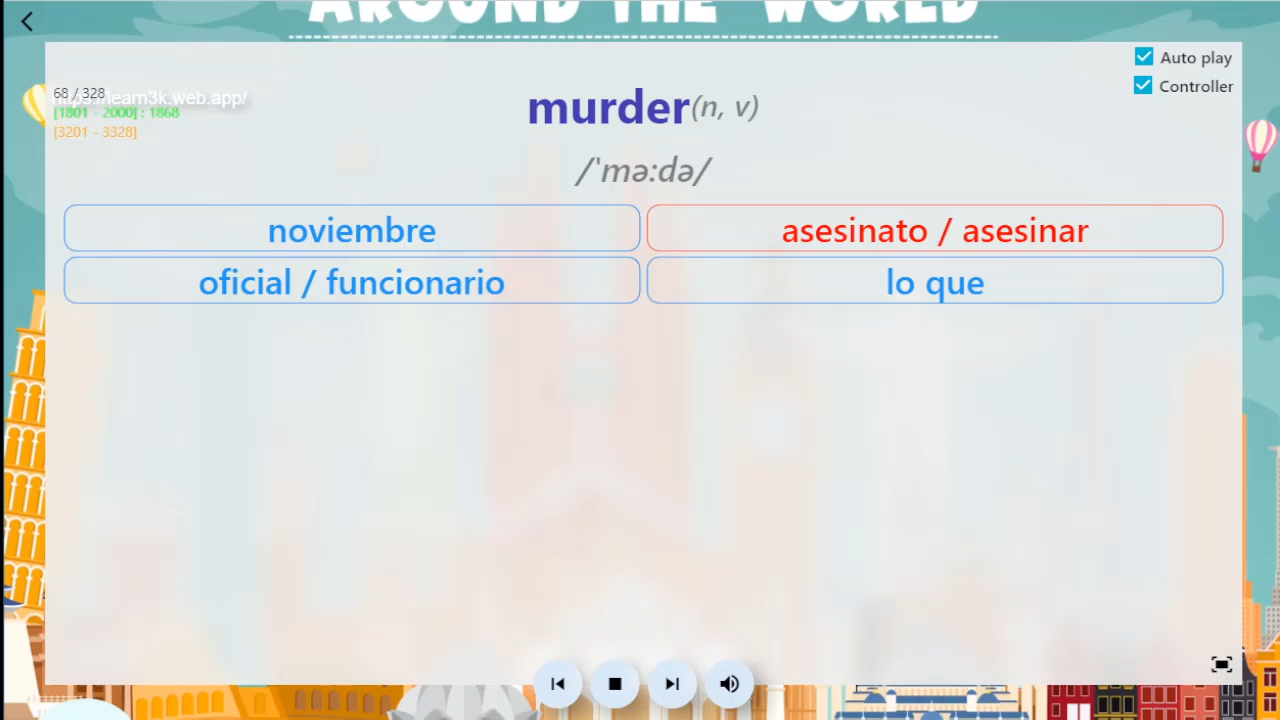 AROUND THE WORLD
Auto play
Controller
68 / 328
https://learn3k.web.app/
[1801 - 2000] : 1868
[3201 - 3328]
murder(n, v)
/ˈmə:də/
noviembre
asesinato / asesinar
oficial / funcionario
lo que